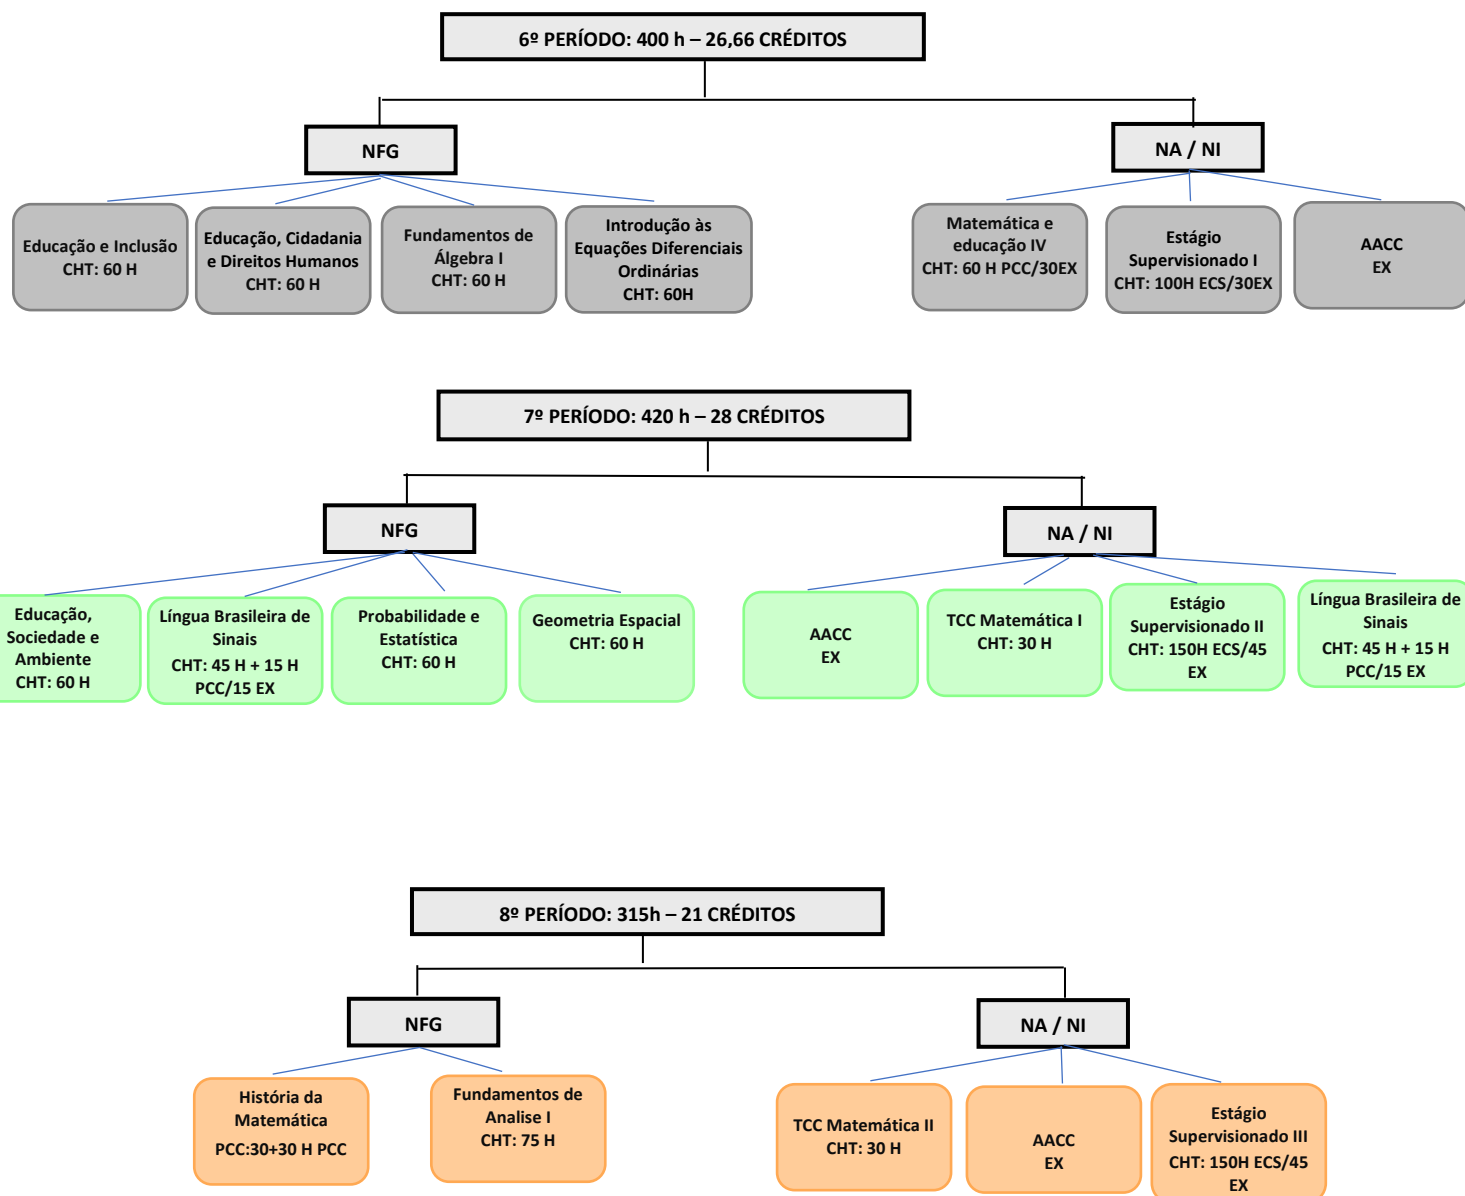 6º PERÍODO: 400 h – 26,66 CRÉDITOS
NFG
NA / NI
Educação e Inclusão
CHT: 60 H
Educação, Cidadania
e Direitos Humanos
CHT: 60 H
Fundamentos de
Álgebra I
CHT: 60 H
Introdução às
Equações Diferenciais
Ordinárias
CHT: 60H
Matemática e
educação IV
CHT: 60 H PCC/30EX
Estágio
Supervisionado I
CHT: 100H ECS/30EX
AACC
EX
7º PERÍODO: 420 h – 28 CRÉDITOS
NFG
NA / NI
Educação,
Sociedade e
Ambiente
CHT: 60 H
Língua Brasileira de
Sinais
CHT: 45 H + 15 H
PCC/15 EX
Probabilidade e
Estatística
CHT: 60 H
Geometria Espacial
CHT: 60 H
AACC
EX
TCC Matemática I
CHT: 30 H
Estágio
Supervisionado II
CHT: 150H ECS/45
EX
Língua Brasileira de
Sinais
CHT: 45 H + 15 H
PCC/15 EX
8º PERÍODO: 315h – 21 CRÉDITOS
NFG
NA / NI
História da
Matemática
PCC:30+30 H PCC
Fundamentos de
Analise I
CHT: 75 H
TCC Matemática II
CHT: 30 H
AACC
EX
Estágio
Supervisionado III
CHT: 150H ECS/45
EX